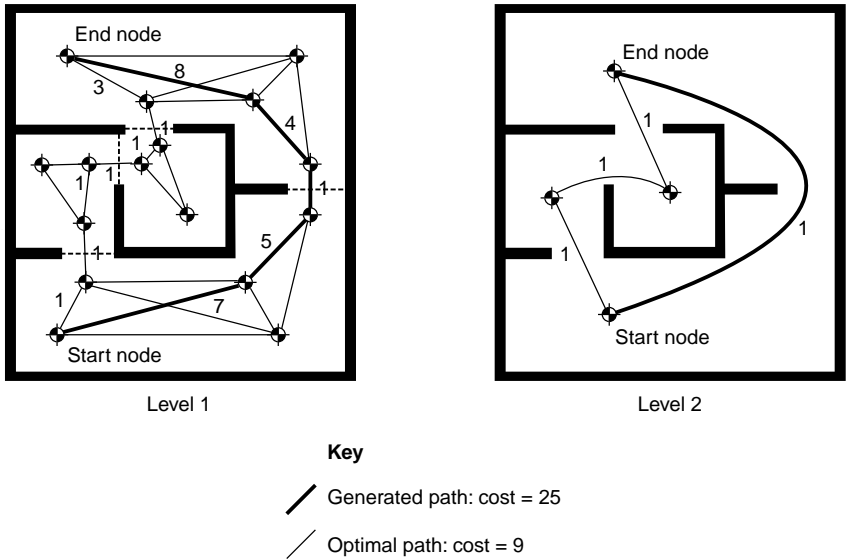 End node
8
3
1
4
1
1
1
1
1
5
1
7
Start node
Level 1
End node
1
1
1
1
Start node
Level 2
Key
Generated path: cost = 25
Optimal path: cost = 9